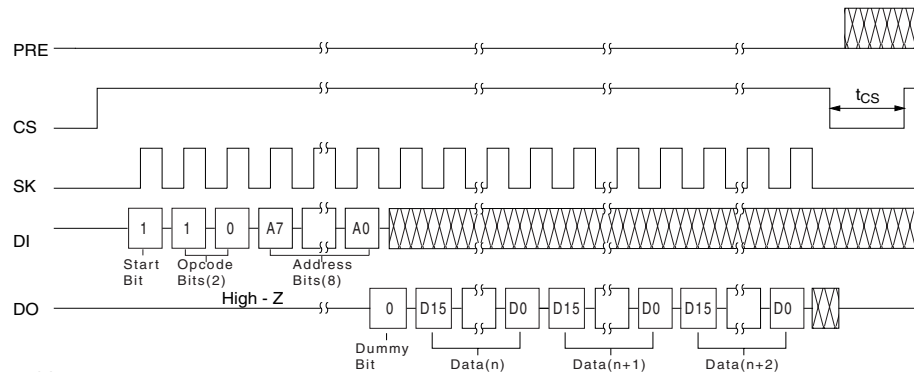 PRE
CS
tCS
SK
DI
1 1 0 A7 A0
Start Bit
Opcode Bits(2)
Address Bits(8)
High - Z
DO
0 D15 D0 D15 D0 D15 D0
Dummy Bit
Data(n)
Data(n+1)
Data(n+2)